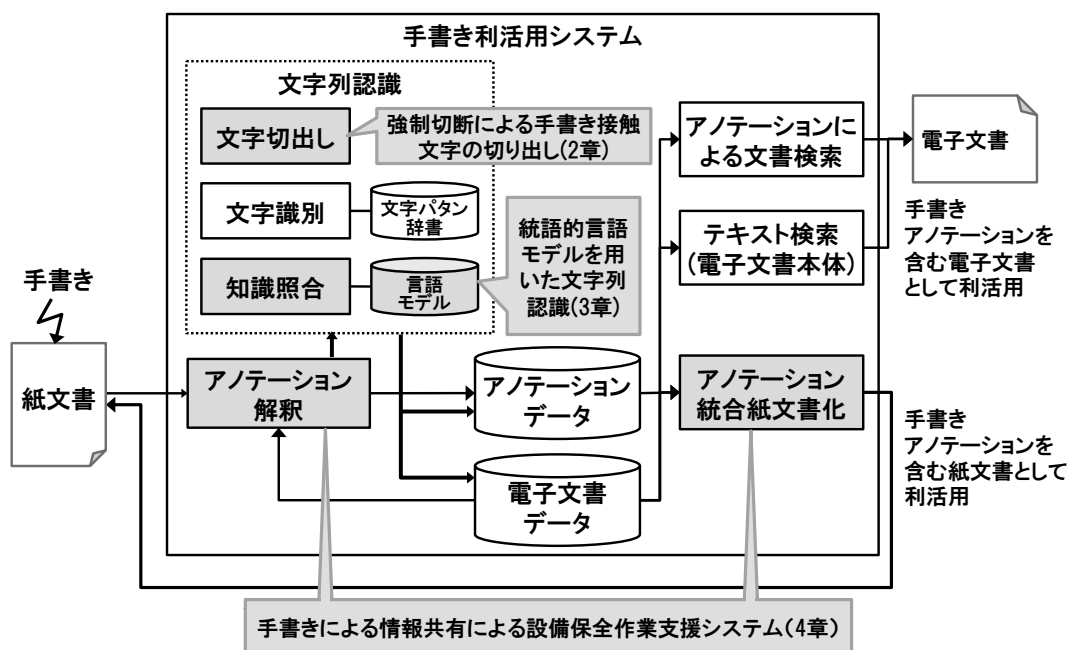 手書き利活用システム
文字列認識
文字切出し
強制切断による手書き接触
文字の切り出し(2章)
文字識別
文字パタン
辞書
知識照合
言語
モデル
統語的言語
モデルを用
いた文字列
認識(3章)
アノテーションに
よる文書検索
テキスト検索
(電子文書本体)
電子文書
手書き
アノテーションを
含む電子文書
として利活用
手書き
紙文書
アノテーション
解釈
アノテーション
データ
アノテーション
統合紙文書化
電子文書
データ
手書き
アノテーションを
含む紙文書として
利活用
手書きによる情報共有による設備保全作業支援システム(4章)